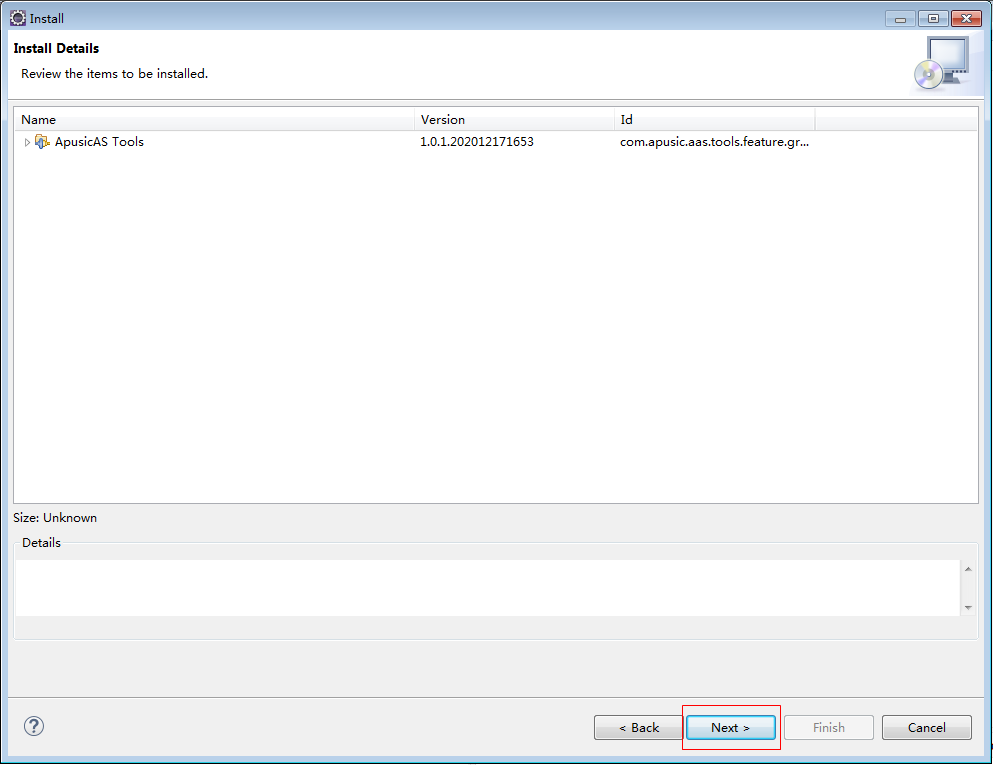 Install
Install Details
Review the items to be installed.
Name Version Id
ApusicAS Tools 1.0.1.202012171653 com.apusic.aas.tools.feature.gr...
Size: Unknown
Details
? < Back Next > Finish Cancel